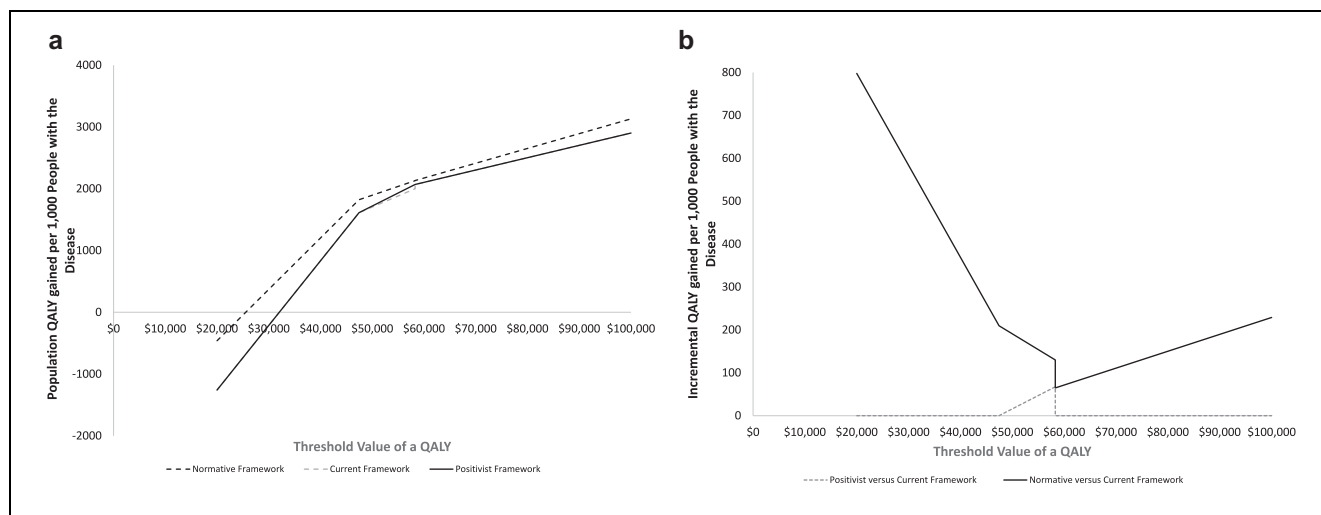 a
Population QALY gained per 1,000 People with the
Disease
4000
3000
2000
1000
0
-1000
-2000
$0 $10,000 $20,000 $30,000 $40,000 $50,000 $60,000 $70,000 $80,000 $90,000 $100,000
Threshold Value of a QALY
Normative Framework Current Framework Positivist Framework
b
Incremental QALY gained per 1,000 People with the
Disease
800
700
600
500
400
300
200
100
0
$0 $10,000 $20,000 $30,000 $40,000 $50,000 $60,000 $70,000 $80,000 $90,000 $100,000
Threshold Value of a QALY
Positivist versus Current Framework Normative versus Current Framework